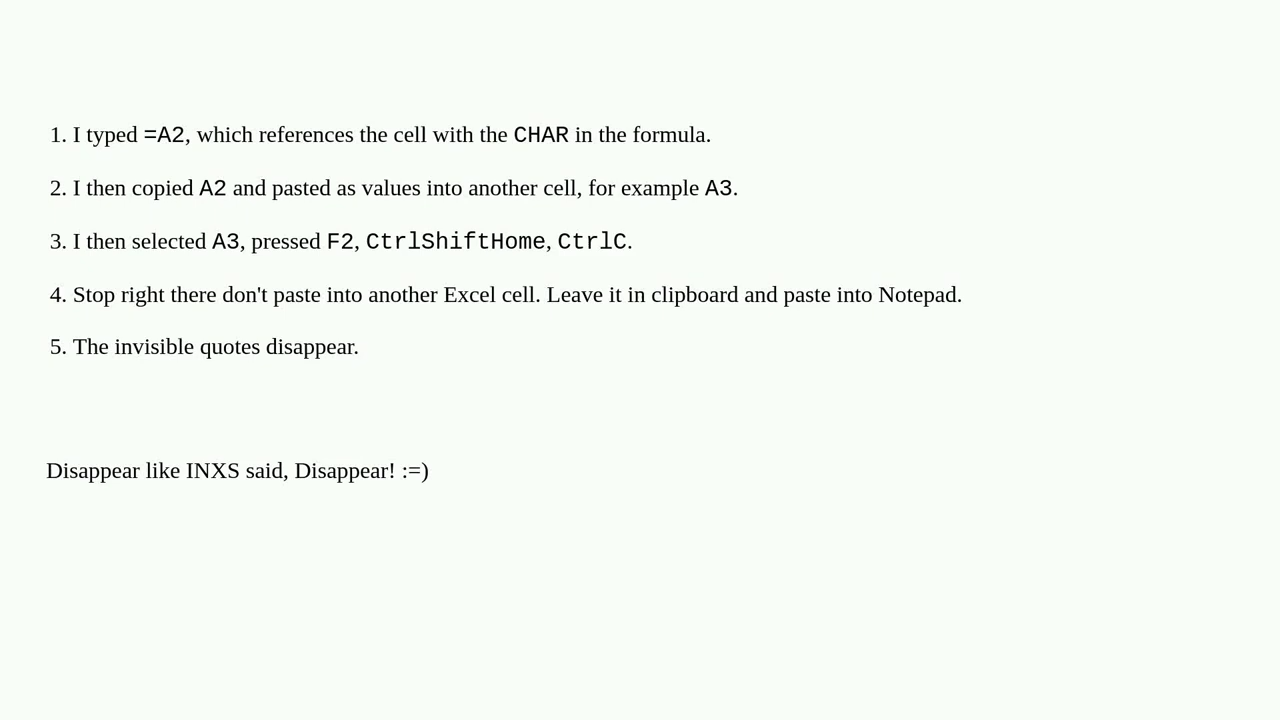 1. I typed =A2, which references the cell with the CHAR in the formula.
2. I then copied A2 and pasted as values into another cell, for example A3.
3. I then selected A3, pressed F2, CtrlShiftHome, CtrlC.
4. Stop right there don't paste into another Excel cell. Leave it in clipboard and paste into Notepad.
5. The invisible quotes disappear.
Disappear like INXS said, Disappear! :=)